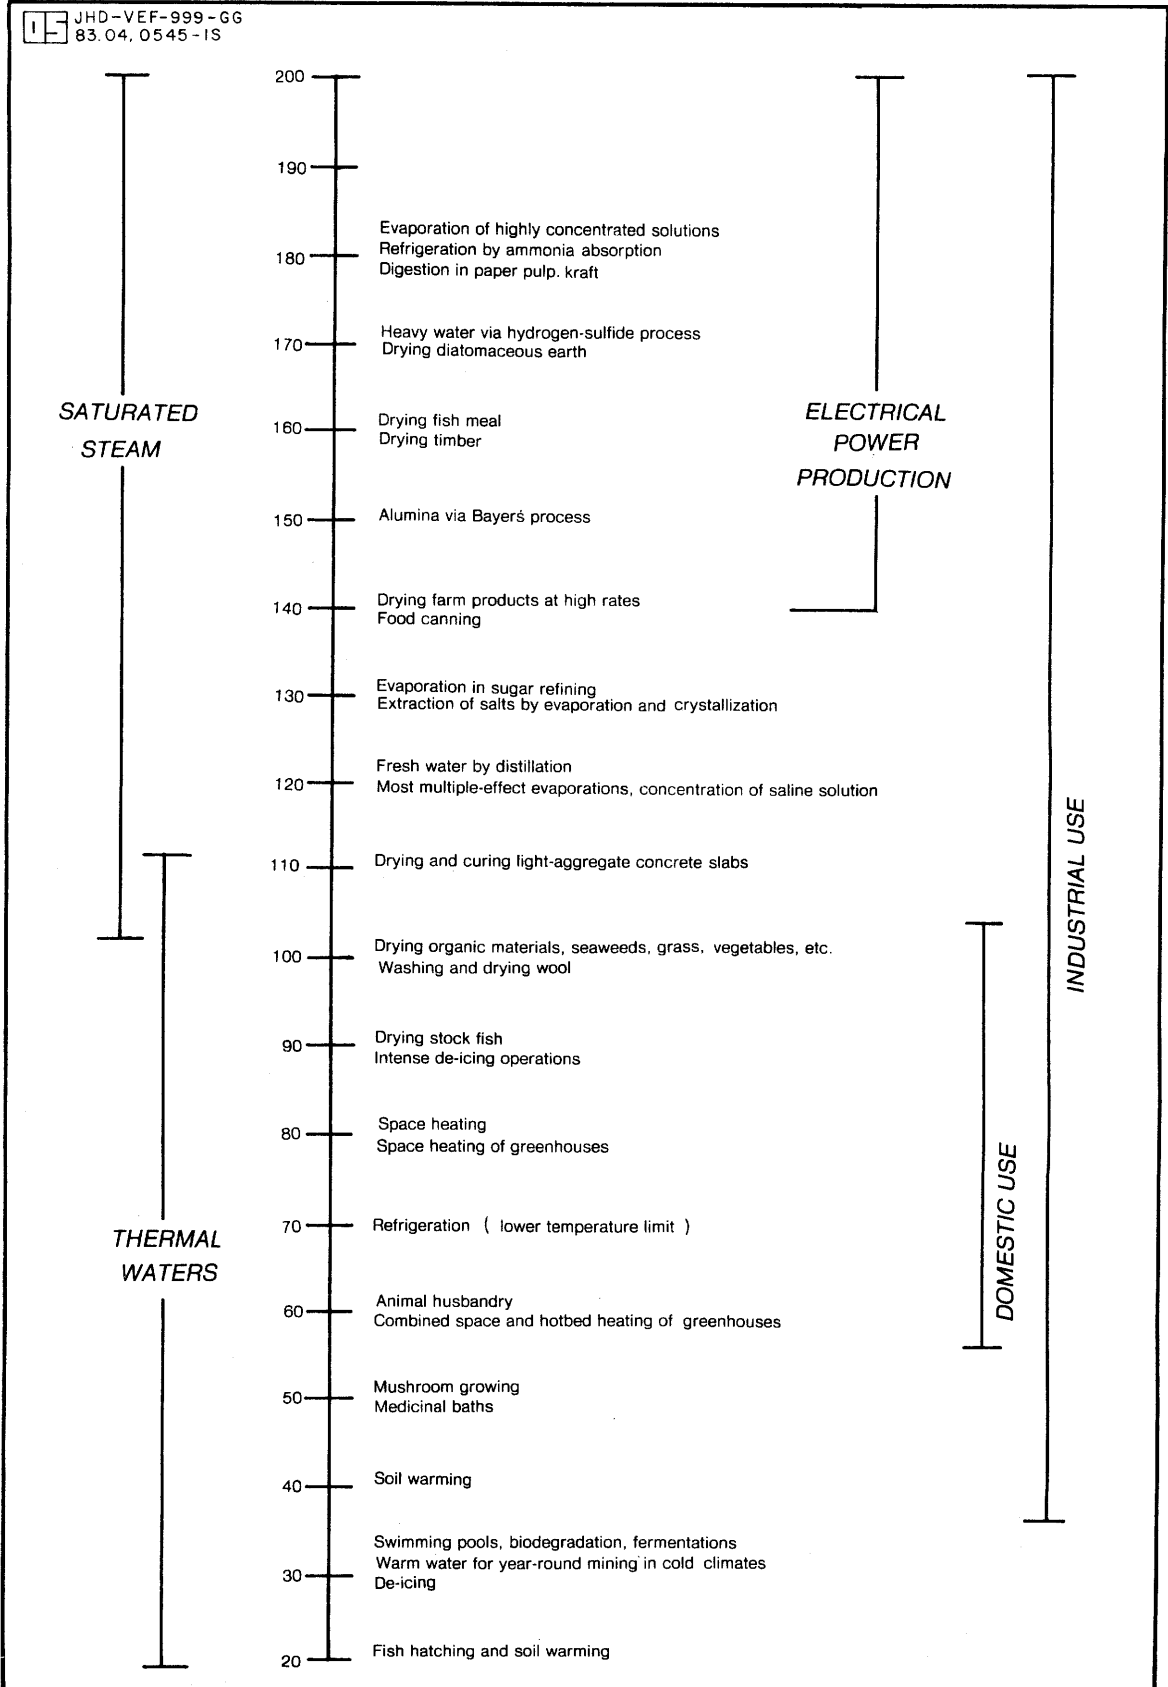 JHD-VEF-999-GG
83.04.0545-IS
200
190
Evaporation of highly concentrated solutions
Refrigeration by ammonia absorption
180
Digestion in paper pulp. kraft
Heavy water via hydrogen-sulfide process
170
Drying diatomaceous earth
SATURATED
STEAM
ELECTRICAL
POWER
PRODUCTION
Drying fish meal
160
Drying timber
150
Alumina via Bayers process
140
Drying farm products at high rates
Food canning
130
Evaporation in sugar refining
Extraction of salts by evaporation and crystallization
Fresh water by distillation
120
Most multiple-effect evaporations, concentration of saline solution
110
Drying and curing light-aggregate concrete slabs
INDUSTRIAL USE
100
Drying organic materials, seaweeds, grass, vegetables, etc.
Washing and drying wool
90
Drying stock fish
Intense de-icing operations
80
Space heating
Space heating of greenhouses
DOMESTIC USE
THERMAL
WATERS
70
Refrigeration ( lower temperature limit )
60
Animal husbandry
Combined space and hotbed heating of greenhouses
50
Mushroom growing
Medicinal baths
40
Soil warming
Swimming pools, biodegradation, fermentations
Warm water for year-round mining in cold climates
30
De-icing
20
Fish hatching and soil warming